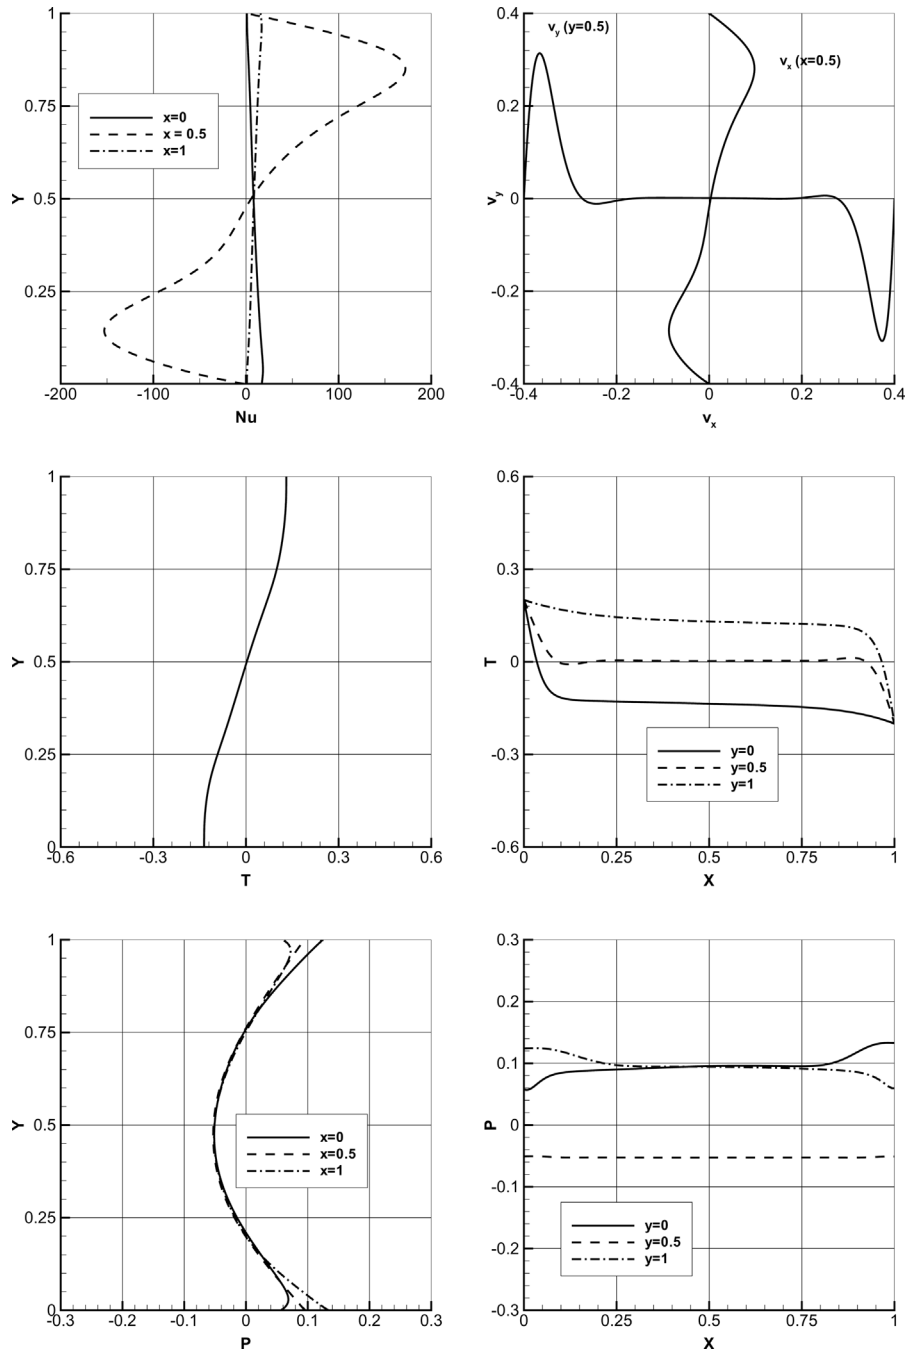 1
0.75
0.5
0.25
0
Y
x=0
x = 0.5
x=1
-200
-100
0
100
200
Nu
0.4
0.2
0
-0.2
-0.4
v_y
v_y (y=0.5)
v_x (x=0.5)
-0.4
-0.2
0
0.2
0.4
v_x
1
0.75
0.5
0.25
0
Y
-0.6
-0.3
0
0.3
0.6
T
0.6
0.3
0
-0.3
-0.6
T
y=0
y=0.5
y=1
0
0.25
0.5
0.75
1
X
1
0.75
0.5
0.25
0
Y
x=0
x=0.5
x=1
-0.3
-0.2
-0.1
0
0.1
0.2
0.3
P
0.3
0.2
0.1
0
-0.1
-0.2
-0.3
P
y=0
y=0.5
y=1
0
0.25
0.5
0.75
1
X